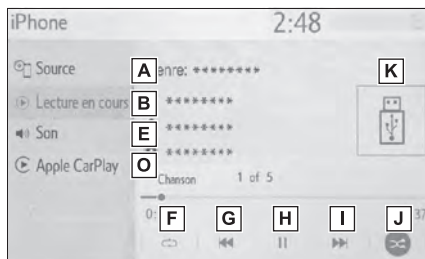 iPhone 2:48
Source A enre: ******** K
Lecture en cours B ********
Son E ********
Apple CarPlay O ********
Chanson 1 of 5
0: F G H I J 37